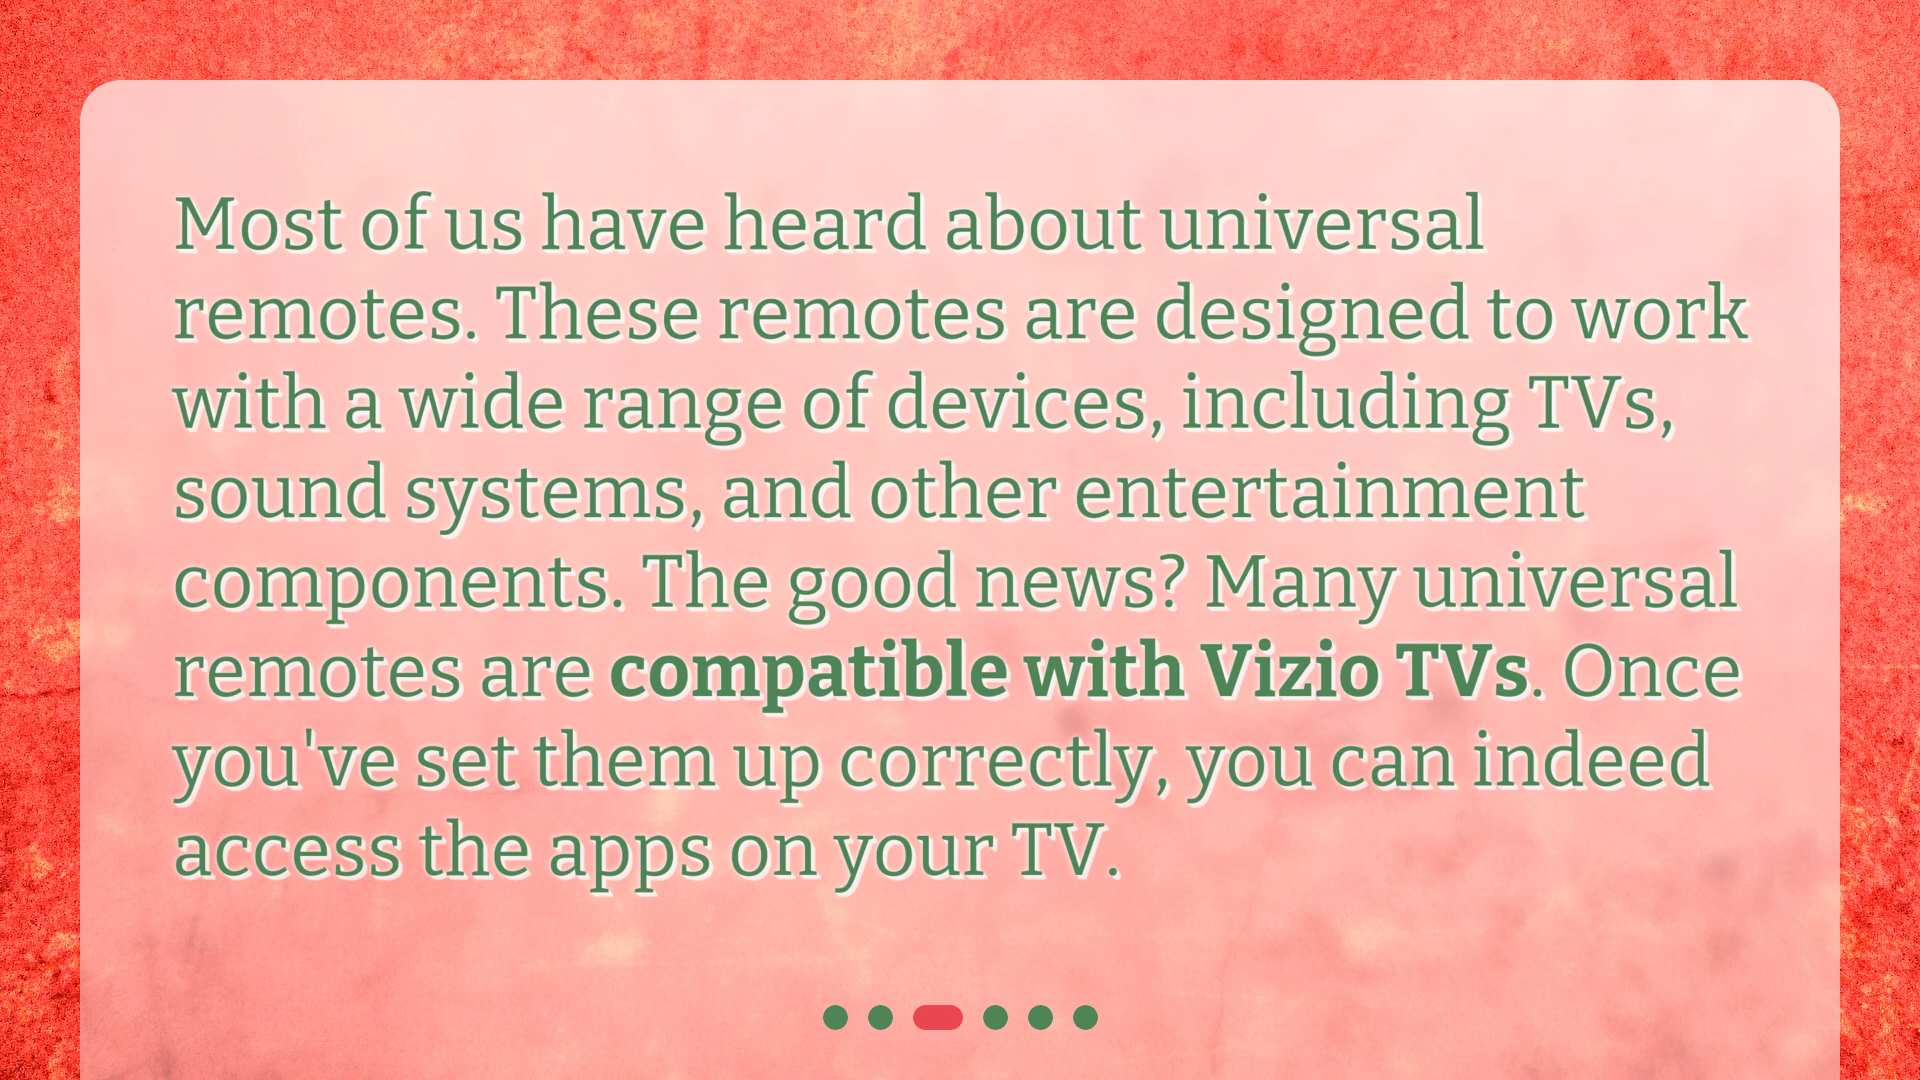 Most of us have heard about universal
remotes. These remotes are designed to work
with a wide range of devices, including TVs,
sound systems, and other entertainment
components. The good news? Many universal
remotes are compatible with Vizio TVs. Once
you've set them up correctly, you can indeed
access the apps on your TV.